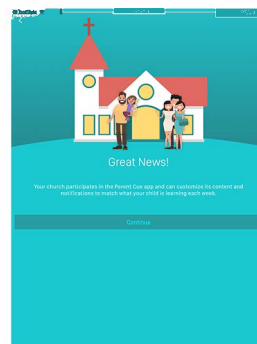 Great News!
Your church participates in the Parent Cue app and can customize its content and
notifications to match what your child is learning each week.
Continue